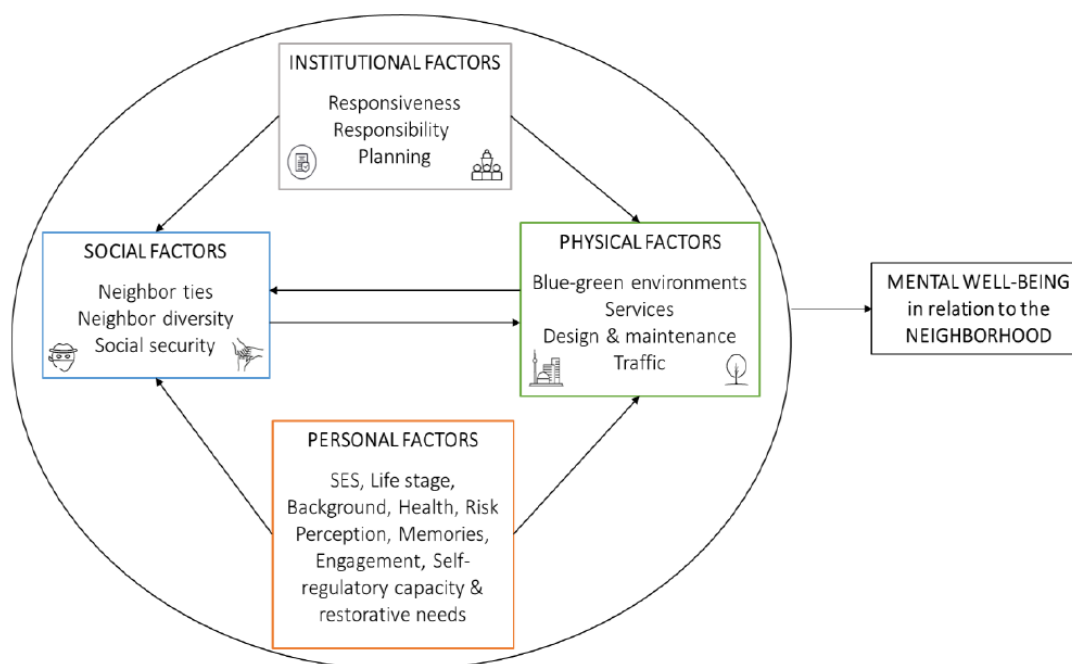 INSTITUTIONAL FACTORS
Responsiveness
Responsibility
Planning
SOCIAL FACTORS
Neighbor ties
Neighbor diversity
Social security
PHYSICAL FACTORS
Blue-green environments
Services
Design & maintenance
Traffic
MENTAL WELL-BEING
in relation to the
NEIGHBORHOOD
PERSONAL FACTORS
SES, Life stage,
Background, Health, Risk
Perception, Memories,
Engagement, Self-
regulatory capacity &
restorative needs